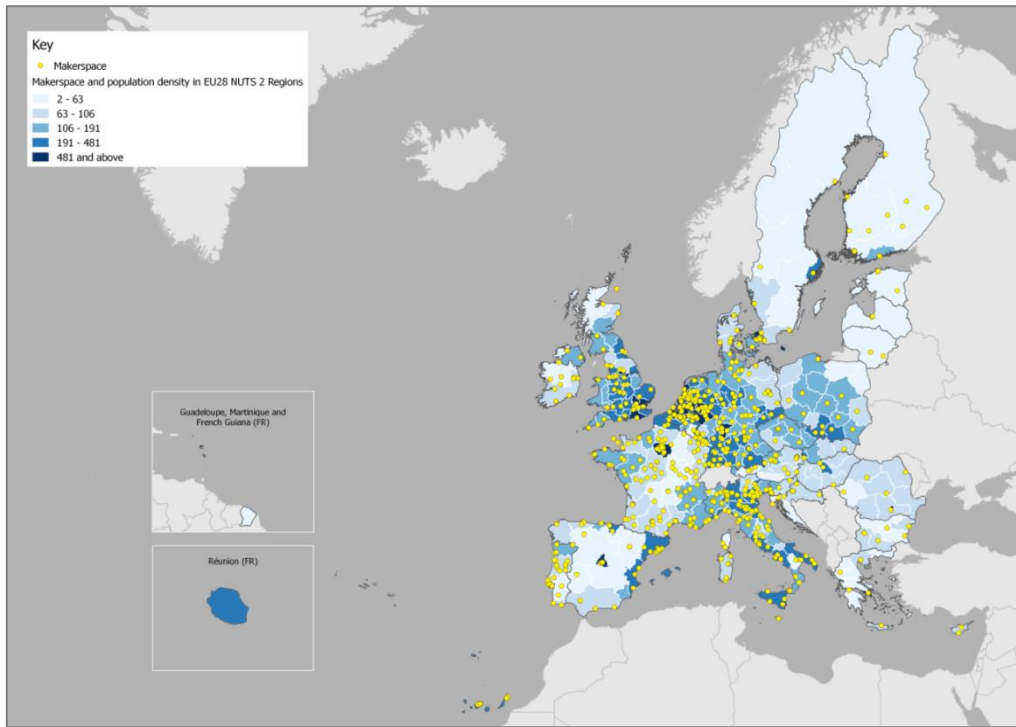 Key
Makerspace
Makerspace and population density in EU28 NUTS 2 Regions
2 - 63
63 - 106
106 - 191
191 - 481
481 and above
Guadeloupe, Martinique and
French Guiana (FR)
Réunion (FR)